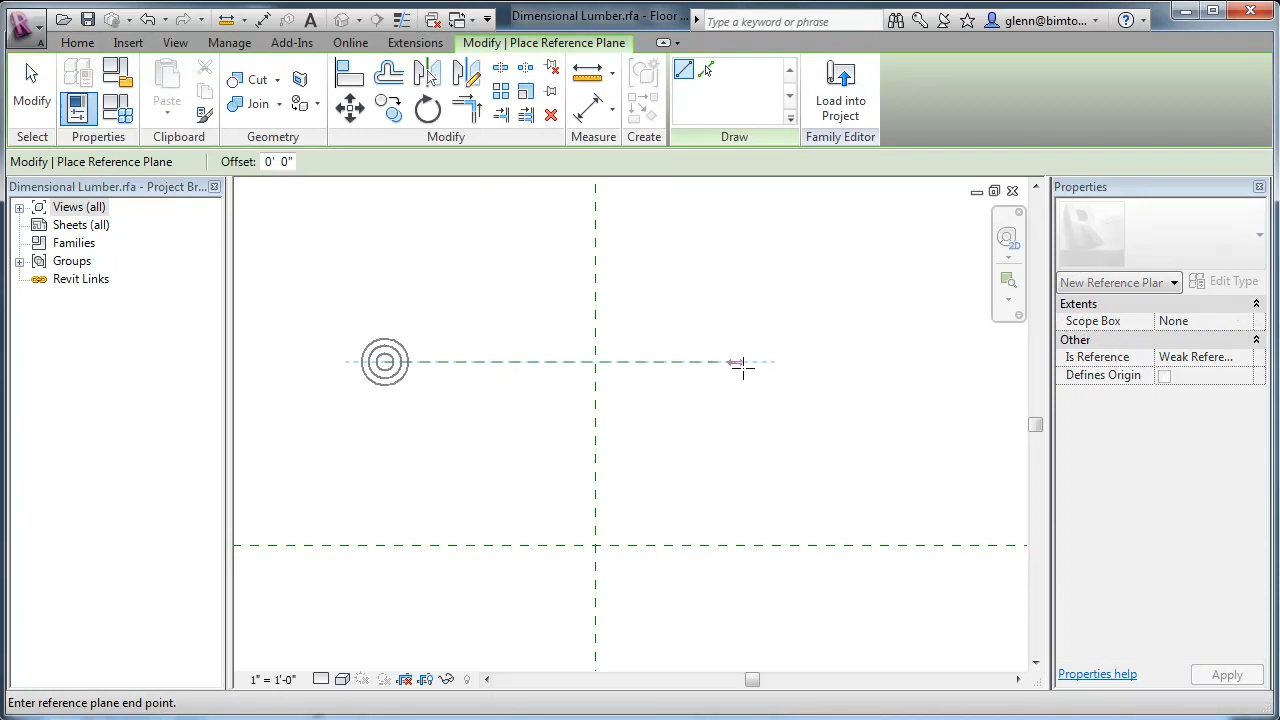 Dimensional Lumber.rfa - Floor ...
Type a keyword or phrase
glenn@bimto...
Home Insert View Manage Add-Ins Online Extensions Modify | Place Reference Plane
Modify Paste Cut Join Load into Project
Select Properties Clipboard Geometry Modify Measure Create Draw Family Editor
Modify | Place Reference Plane Offset: 0' 0"
Dimensional Lumber.rfa - Project Br...
Views (all)
Sheets (all)
Families
Groups
Revit Links
Properties
New Reference Plar Edit Type
Extents
Scope Box None
Other
Is Reference Weak Refere...
Defines Origin
Properties help Apply
2D
1" = 1'-0"
Enter reference plane end point.